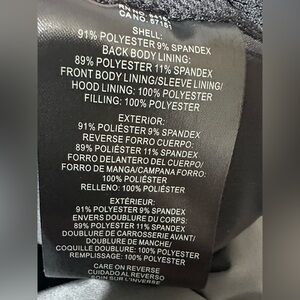 SHELL:
91% POLYESTER 9% SPANDEX
BACK BODY LINING:
89% POLYESTER 11% SPANDEX
FRONT BODY LINING/SLEEVE LINING/
HOOD LINING: 100% POLYESTER
FILLING: 100% POLYESTER
EXTERIOR:
91% POLIÉSTER 9% SPANDEX
REVERSE FORRO CUERPO:
89% POLIÉSTER 11% SPANDEX
FORRO DELANTERO DEL CUERPO/
FORRO DE MANGA/CAMPANA FORRO:
100% POLIÉSTER
RELLENO: 100% POLIÉSTER
EXTÉRIEUR:
91% POLYESTER 9% SPANDEX
ENVERS DOUBLURE DU CORPS:
89% POLYESTER 11% SPANDEX
DOUBLURE DE CARROSSERIE AVANT/
DOUBLURE DE MANCHE/
COQUILLE DOUBLURE: 100% POLYESTER
REMPLISSAGE: 100% POLYESTER
CARE ON REVERSE
CUIDADO AL REVERSO